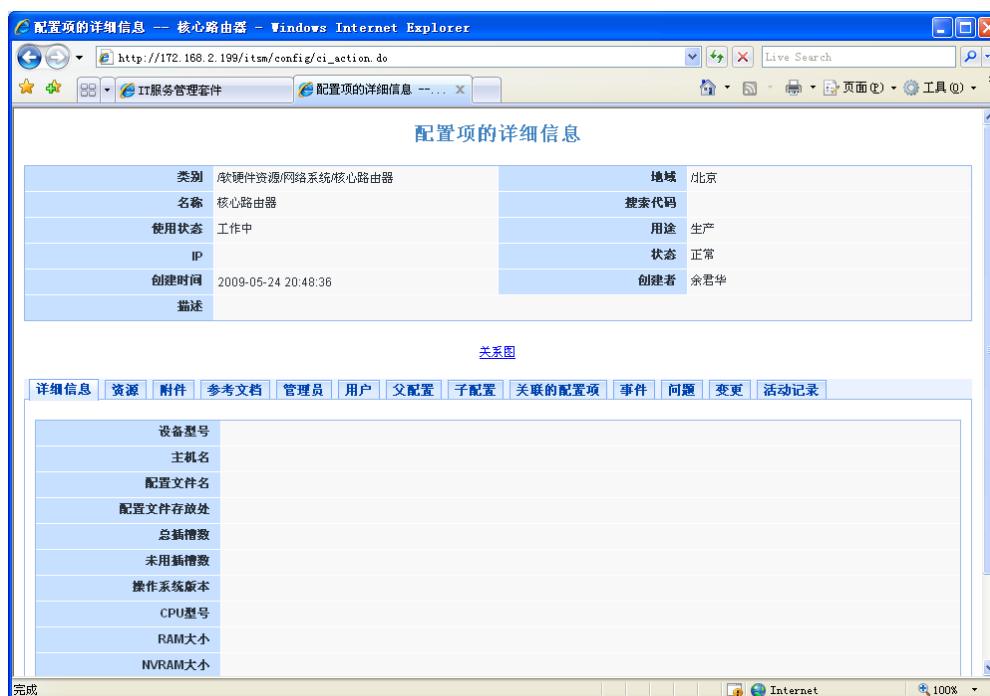 配置项的详细信息 -- 核心路由器 - Windows Internet Explorer
http://172.168.2.199/itsm/config/ci_action.do
Live Search
IT服务管理套件
配置项的详细信息 --...
页面(P)
工具(O)
配置项的详细信息
类别 /软硬件资源/网络系统/核心路由器 地域 /北京
名称 核心路由器 搜索代码
使用状态 工作中 用途 生产
IP 状态 正常
创建时间 2009-05-24 20:48:36 创建者 余君华
描述
关系图
详细信息 资源 附件 参考文档 管理员 用户 父配置 子配置 关联的配置项 事件 问题 变更 活动记录
设备型号
主机名
配置文件名
配置文件存放处
总插槽数
未用插槽数
操作系统版本
CPU型号
RAM大小
NVRAM大小
完成 Internet 100%